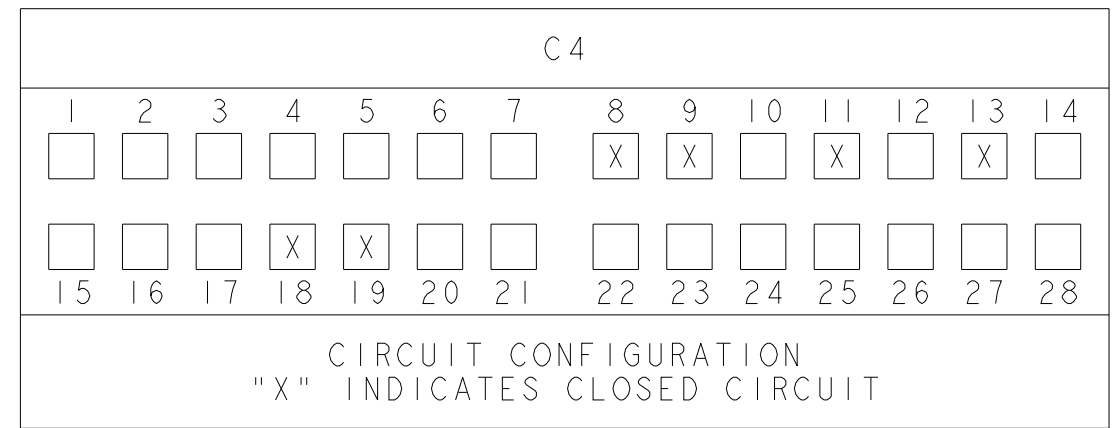 C4
1 2 3 4 5 6 7 8 9 10 11 12 13 14
X X X X
X X
15 16 17 18 19 20 21 22 23 24 25 26 27 28
CIRCUIT CONFIGURATION
"X" INDICATES CLOSED CIRCUIT